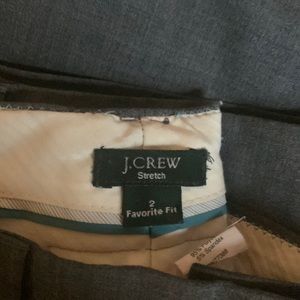 J.CREW
Stretch
2
Favorite Fit